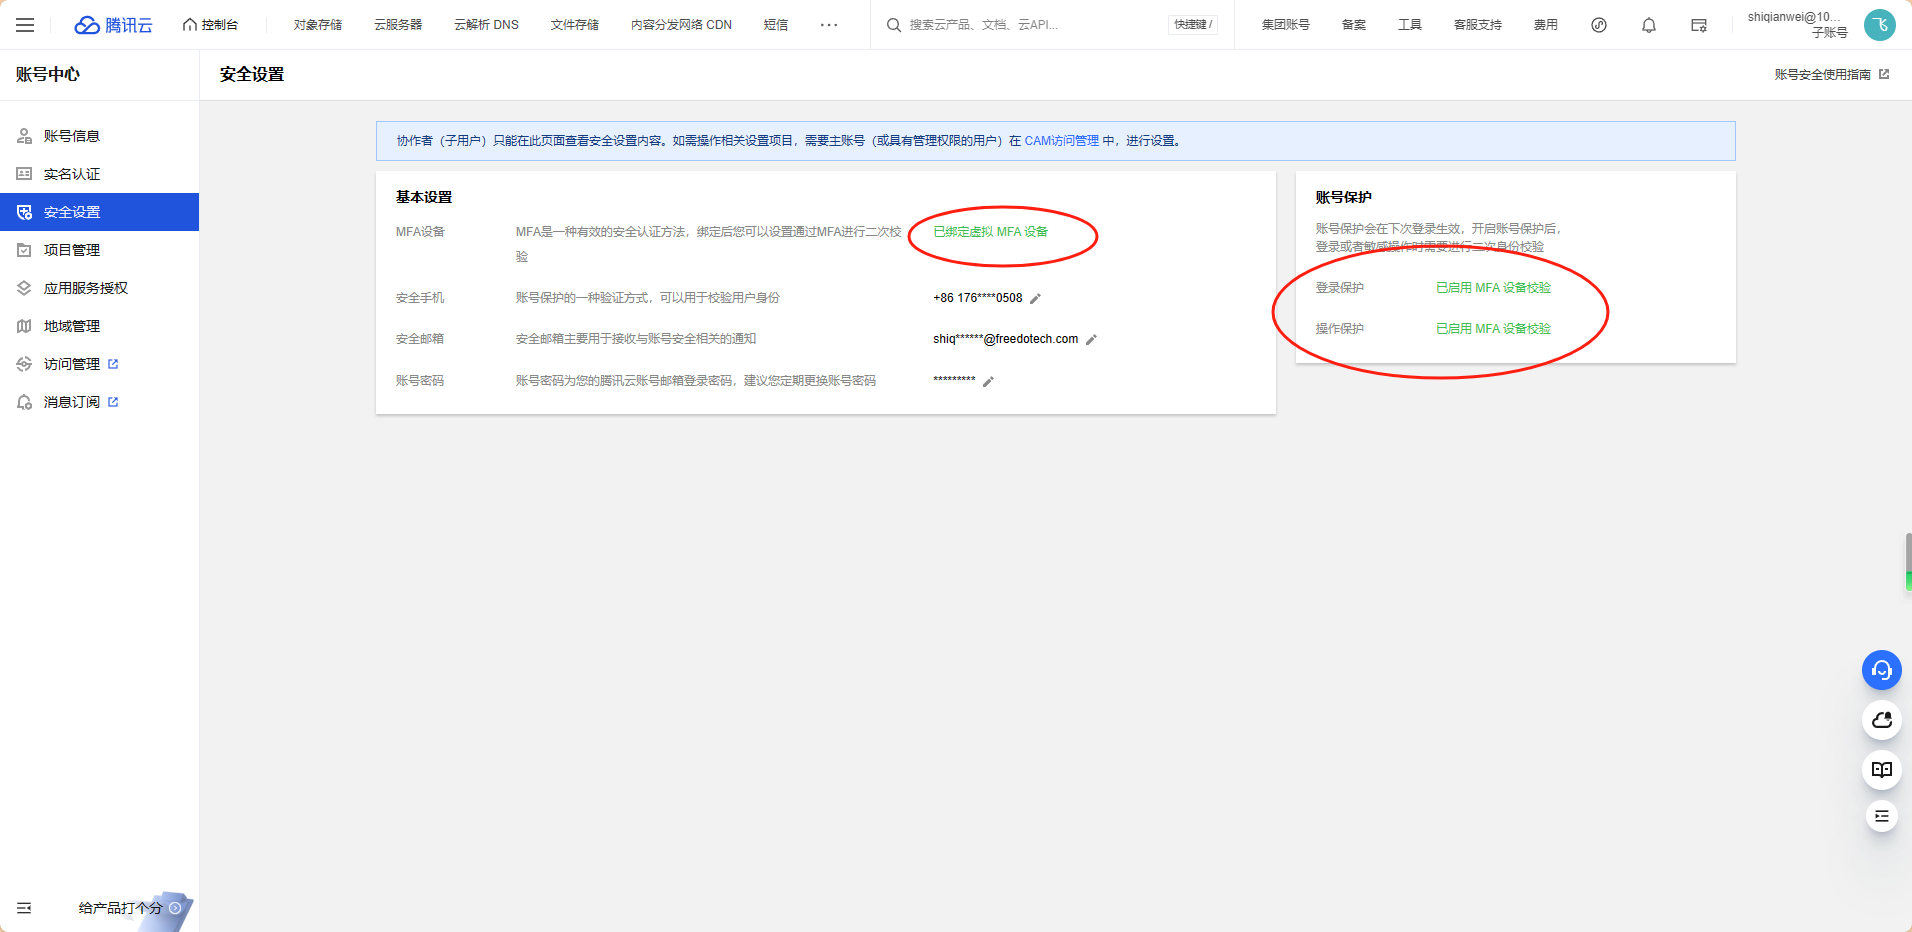 腾讯云
控制台
对象存储
云服务器
云解析 DNS
文件存储
内容分发网络 CDN
短信
···
搜索云产品、文档、云API...
快捷键 /
集团账号
备案
工具
客服支持
费用
shiqianwei@10...
子账号
飞
账号中心
安全设置
账号安全使用指南
账号信息
实名认证
安全设置
项目管理
应用服务授权
地域管理
访问管理
消息订阅
协作者（子用户）只能在此页面查看安全设置内容。如需操作相关设置项目，需要主账号（或具有管理权限的用户）在 CAM访问管理 中，进行设置。
基本设置
MFA设备
MFA是一种有效的安全认证方法，绑定后您可以设置通过MFA进行二次校
验
已绑定虚拟 MFA 设备
安全手机
账号保护的一种验证方式，可以用于校验用户身份
+86 176****0508
安全邮箱
安全邮箱主要用于接收与账号安全相关的通知
shiq******@freedotech.com
账号密码
账号密码为您的腾讯云账号邮箱登录密码，建议您定期更换账号密码
*********
账号保护
账号保护会在下次登录生效，开启账号保护后，
登录或者敏感操作时需要进行二次身份校验
登录保护
已启用 MFA 设备校验
操作保护
已启用 MFA 设备校验
给产品打个分